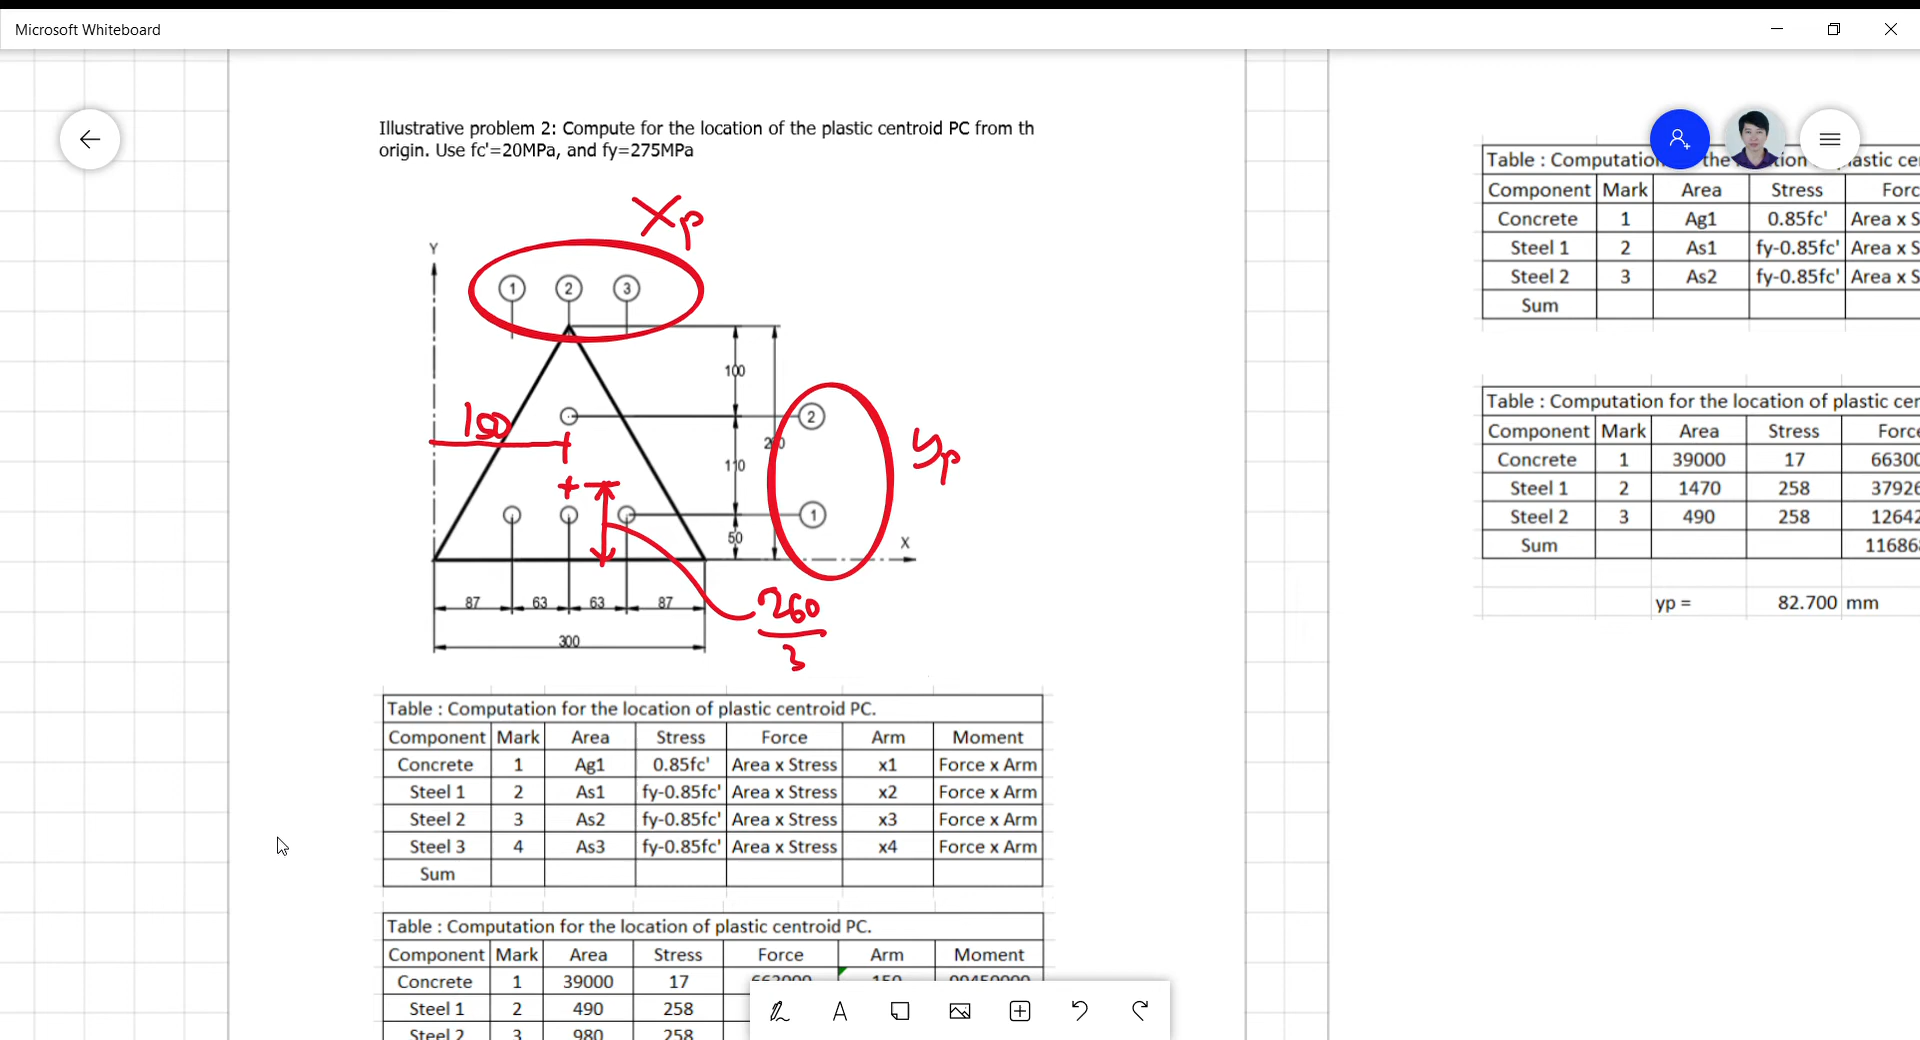 Microsoft Whiteboard
Illustrative problem 2: Compute for the location of the plastic centroid PC from th
origin. Use fc'=20MPa, and fy=275MPa
Xp
Y
1 2 3
100
150
2
110
yp
1
50
X
87 63 63 87
260
3
300
Table : Computation for the location of plastic centroid PC.
Component Mark Area Stress Force Arm Moment
Concrete 1 Ag1 0.85fc' Area x Stress x1 Force x Arm
Steel 1 2 As1 fy-0.85fc' Area x Stress x2 Force x Arm
Steel 2 3 As2 fy-0.85fc' Area x Stress x3 Force x Arm
Steel 3 4 As3 fy-0.85fc' Area x Stress x4 Force x Arm
Sum
Table : Computation for the location of plastic centroid PC.
Component Mark Area Stress Force Arm Moment
Concrete 1 39000 17 663000 150 99450000
Steel 1 2 490 258
Steel 2 3 980 258
Table : Computation the plastic ce
Component Mark Area Stress Forc
Concrete 1 Ag1 0.85fc' Area x S
Steel 1 2 As1 fy-0.85fc' Area x S
Steel 2 3 As2 fy-0.85fc' Area x S
Sum
Table : Computation for the location of plastic cer
Component Mark Area Stress Force
Concrete 1 39000 17 66300
Steel 1 2 1470 258 37926
Steel 2 3 490 258 12642
Sum 11686
yp = 82.700 mm